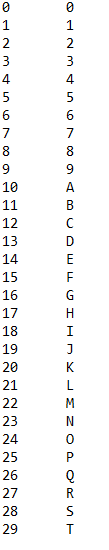 0 0
1 1
2 2
3 3
4 4
5 5
6 6
7 7
8 8
9 9
10 A
11 B
12 C
13 D
14 E
15 F
16 G
17 H
18 I
19 J
20 K
21 L
22 M
23 N
24 O
25 P
26 Q
27 R
28 S
29 T